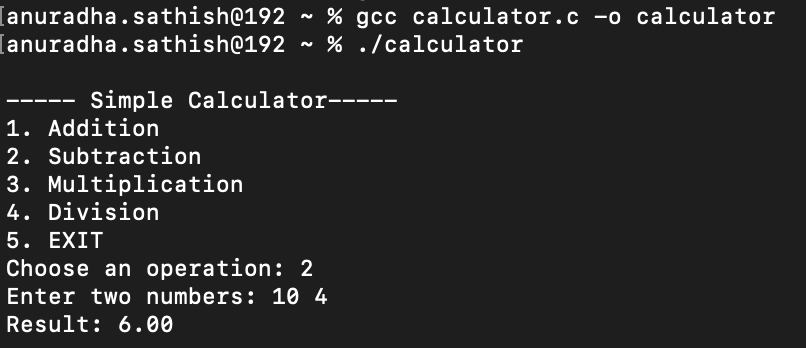 [anuradha.sathish@192 ~ % gcc calculator.c -o calculator
[anuradha.sathish@192 ~ % ./calculator
----- Simple Calculator-----
1. Addition
2. Subtraction
3. Multiplication
4. Division
5. EXIT
Choose an operation: 2
Enter two numbers: 10 4
Result: 6.00